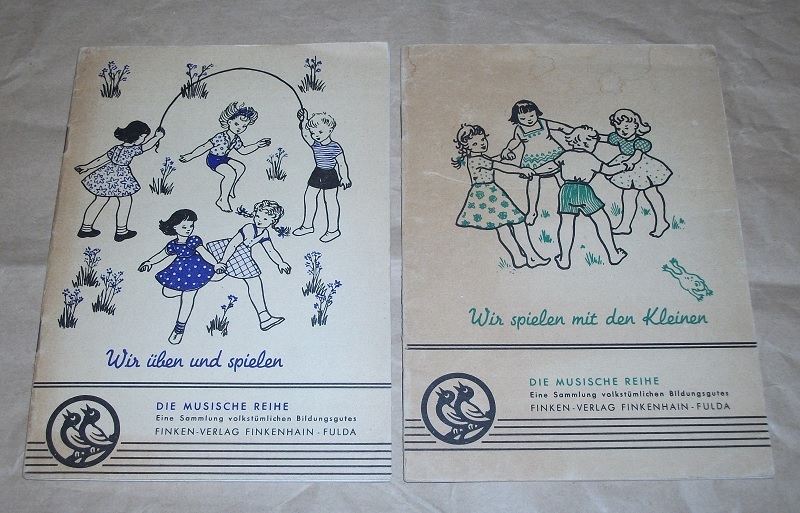 Wir üben und spielen
DIE MUSISCHE REIHE
Eine Sammlung volkstümlichen Bildungsgutes
FINKEN-VERLAG FINKENHAIN - FULDA
Wir spielen mit den Kleinen
DIE MUSISCHE REIHE
Eine Sammlung volkstümlichen Bildungsgutes
FINKEN-VERLAG FINKENHAIN - FULDA